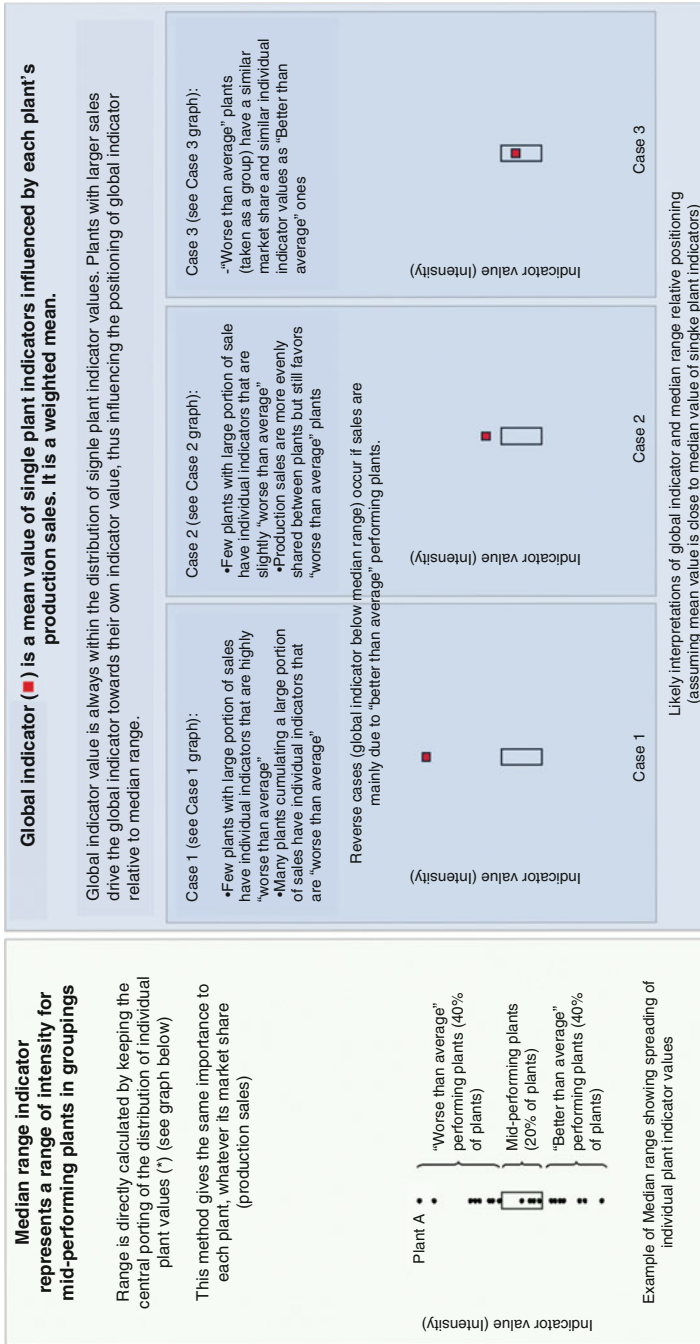 Median range indicator
represents a range of intensity for
mid-performing plants in groupings
Range is directly calculated by keeping the
central porting of the distribution of individual
plant values (*) (see graph below)
This method gives the same importance to
each plant, whatever its market share
(production sales)
Indicator value (Intensity)
Plant A
“Worse than average”
performing plants (40%
of plants)
Mid-performing plants
(20% of plants)
“Better than average”
performing plants (40%
of plants)
Example of Median range showing spreading of
individual plant indicator values
Global indicator (■) is a mean value of single plant indicators influenced by each plant’s
production sales. It is a weighted mean.
Global indicator value is always within the distribution of signle plant indicator values. Plants with larger sales
drive the global indicator towards their own indicator value, thus influencing the positioning of global indicator
relative to median range.
Case 1 (see Case 1 graph):
•Few plants with large portion of sales
have individual indicators that are highly
“worse than average”
•Many plants cumulating a large portion
of sales have individual indicators that
are “worse than average”
Case 2 (see Case 2 graph):
•Few plants with large portion of sale
have individual indicators that are
slightly “worse than average”
•Production sales are more evenly
shared between plants but still favors
“worse than average” plants
Case 3 (see Case 3 graph):
-“Worse than average” plants
(taken as a group) have a similar
market share and similar individual
indicator values as “Better than
average” ones
Reverse cases (global indicator below median range) occur if sales are
mainly due to “better than average” performing plants.
Indicator value (Intensity)
Case 1
Indicator value (Intensity)
Case 2
Indicator value (Intensity)
Case 3
Likely interpretations of global indicator and median range relative positioning
(assuming mean value is close to median value of singke plant indicators)